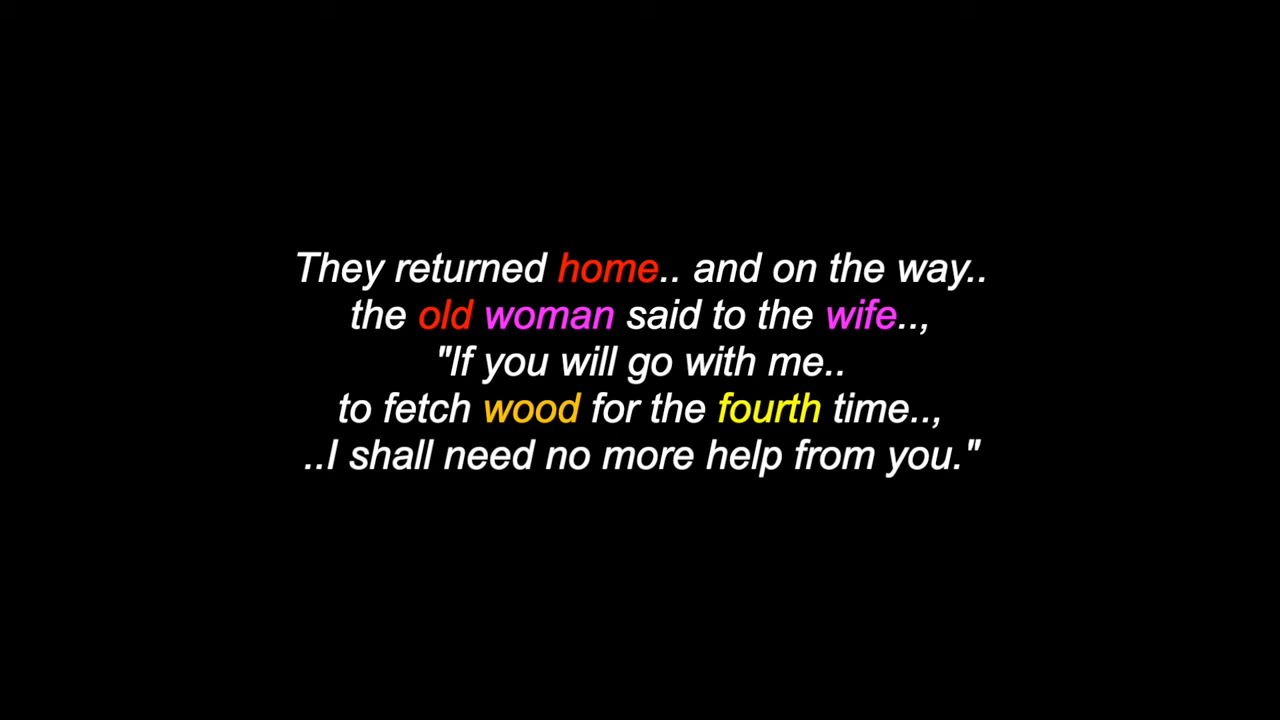 They returned home.. and on the way..
the old woman said to the wife..,
"If you will go with me..
to fetch wood for the fourth time..,
..I shall need no more help from you."